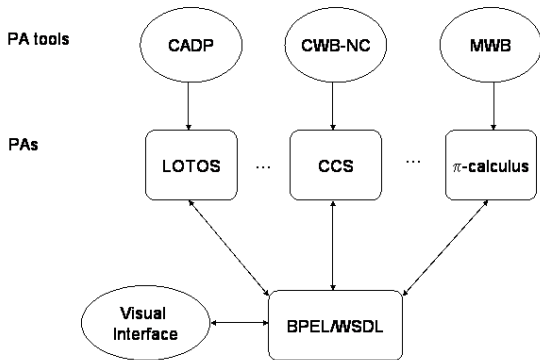 PA tools
CADP
CWB-NC
MWB
PAs
LOTOS
...
CCS
...
π-calculus
Visual
Interface
BPEL/WSDL